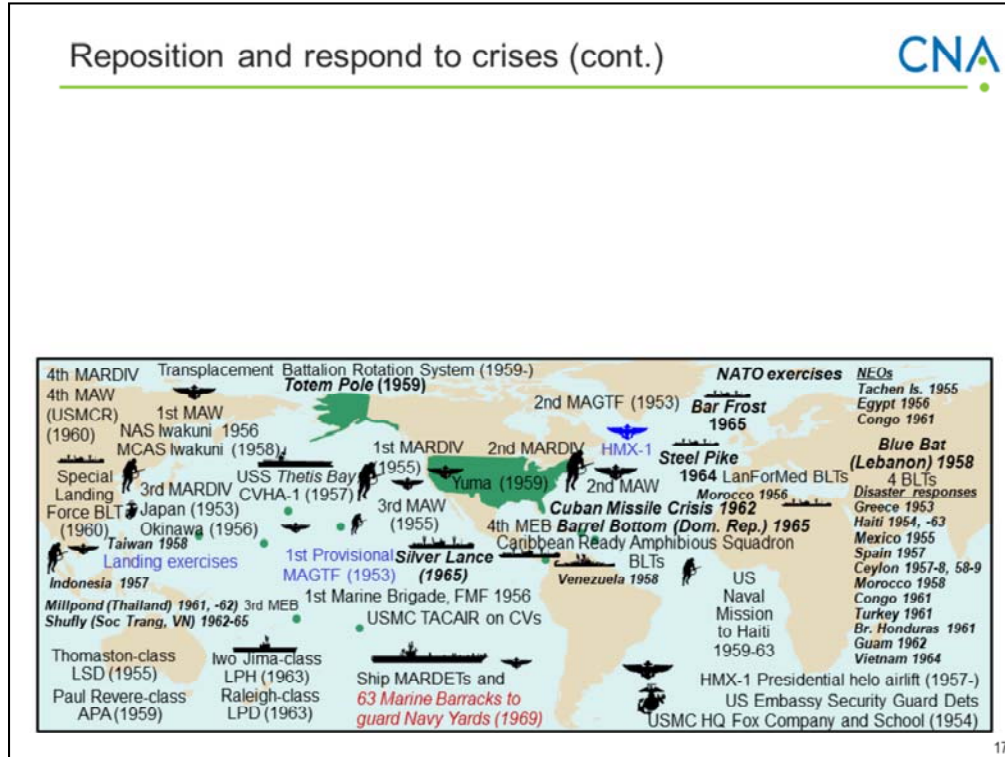 Reposition and respond to crises (cont.)
CNA
4th MARDIV
4th MAW
(USMCR)
(1960)
Transplacement Battalion Rotation System (1959-)
Totem Pole (1959)
1st MAW
NAS Iwakuni 1956
MCAS Iwakuni (1958)
Special
Landing
Force BLT
(1960)
3rd MARDIV
Japan (1953)
Okinawa (1956)
USS Thetis Bay
CVHA-1 (1957)
1st MARDIV
(1955)
3rd MAW
(1955)
Yuma (1959)
2nd MARDIV
2nd MAW
2nd MAGTF (1953)
HMX-1
NATO exercises
Bar Frost
1965
Steel Pike
1964
LanForMed BLTs
Morocco 1956
NEOs
Tachen Is. 1955
Egypt 1956
Congo 1961
Blue Bat
(Lebanon) 1958
4 BLTs
Disaster responses
Greece 1953
Haiti 1954, -63
Mexico 1955
Spain 1957
Ceylon 1957-8, 58-9
Morocco 1958
Congo 1961
Turkey 1961
Br. Honduras 1961
Guam 1962
Vietnam 1964
Cuban Missile Crisis 1962
4th MEB Barrel Bottom (Dom. Rep.) 1965
Caribbean Ready Amphibious Squadron
BLTs
Venezuela 1958
Taiwan 1958
Landing exercises
Indonesia 1957
1st Provisional
MAGTF (1953)
Silver Lance
(1965)
1st Marine Brigade, FMF 1956
USMC TACAIR on CVs
Millpond (Thailand) 1961, -62) 3rd MEB
Shufly (Soc Trang, VN) 1962-65
US
Naval
Mission
to Haiti
1959-63
Thomaston-class
LSD (1955)
Paul Revere-class
APA (1959)
Iwo Jima-class
LPH (1963)
Raleigh-class
LPD (1963)
Ship MARDETs and
63 Marine Barracks to
guard Navy Yards (1969)
HMX-1 Presidential helo airlift (1957-)
US Embassy Security Guard Dets
USMC HQ Fox Company and School (1954)
17